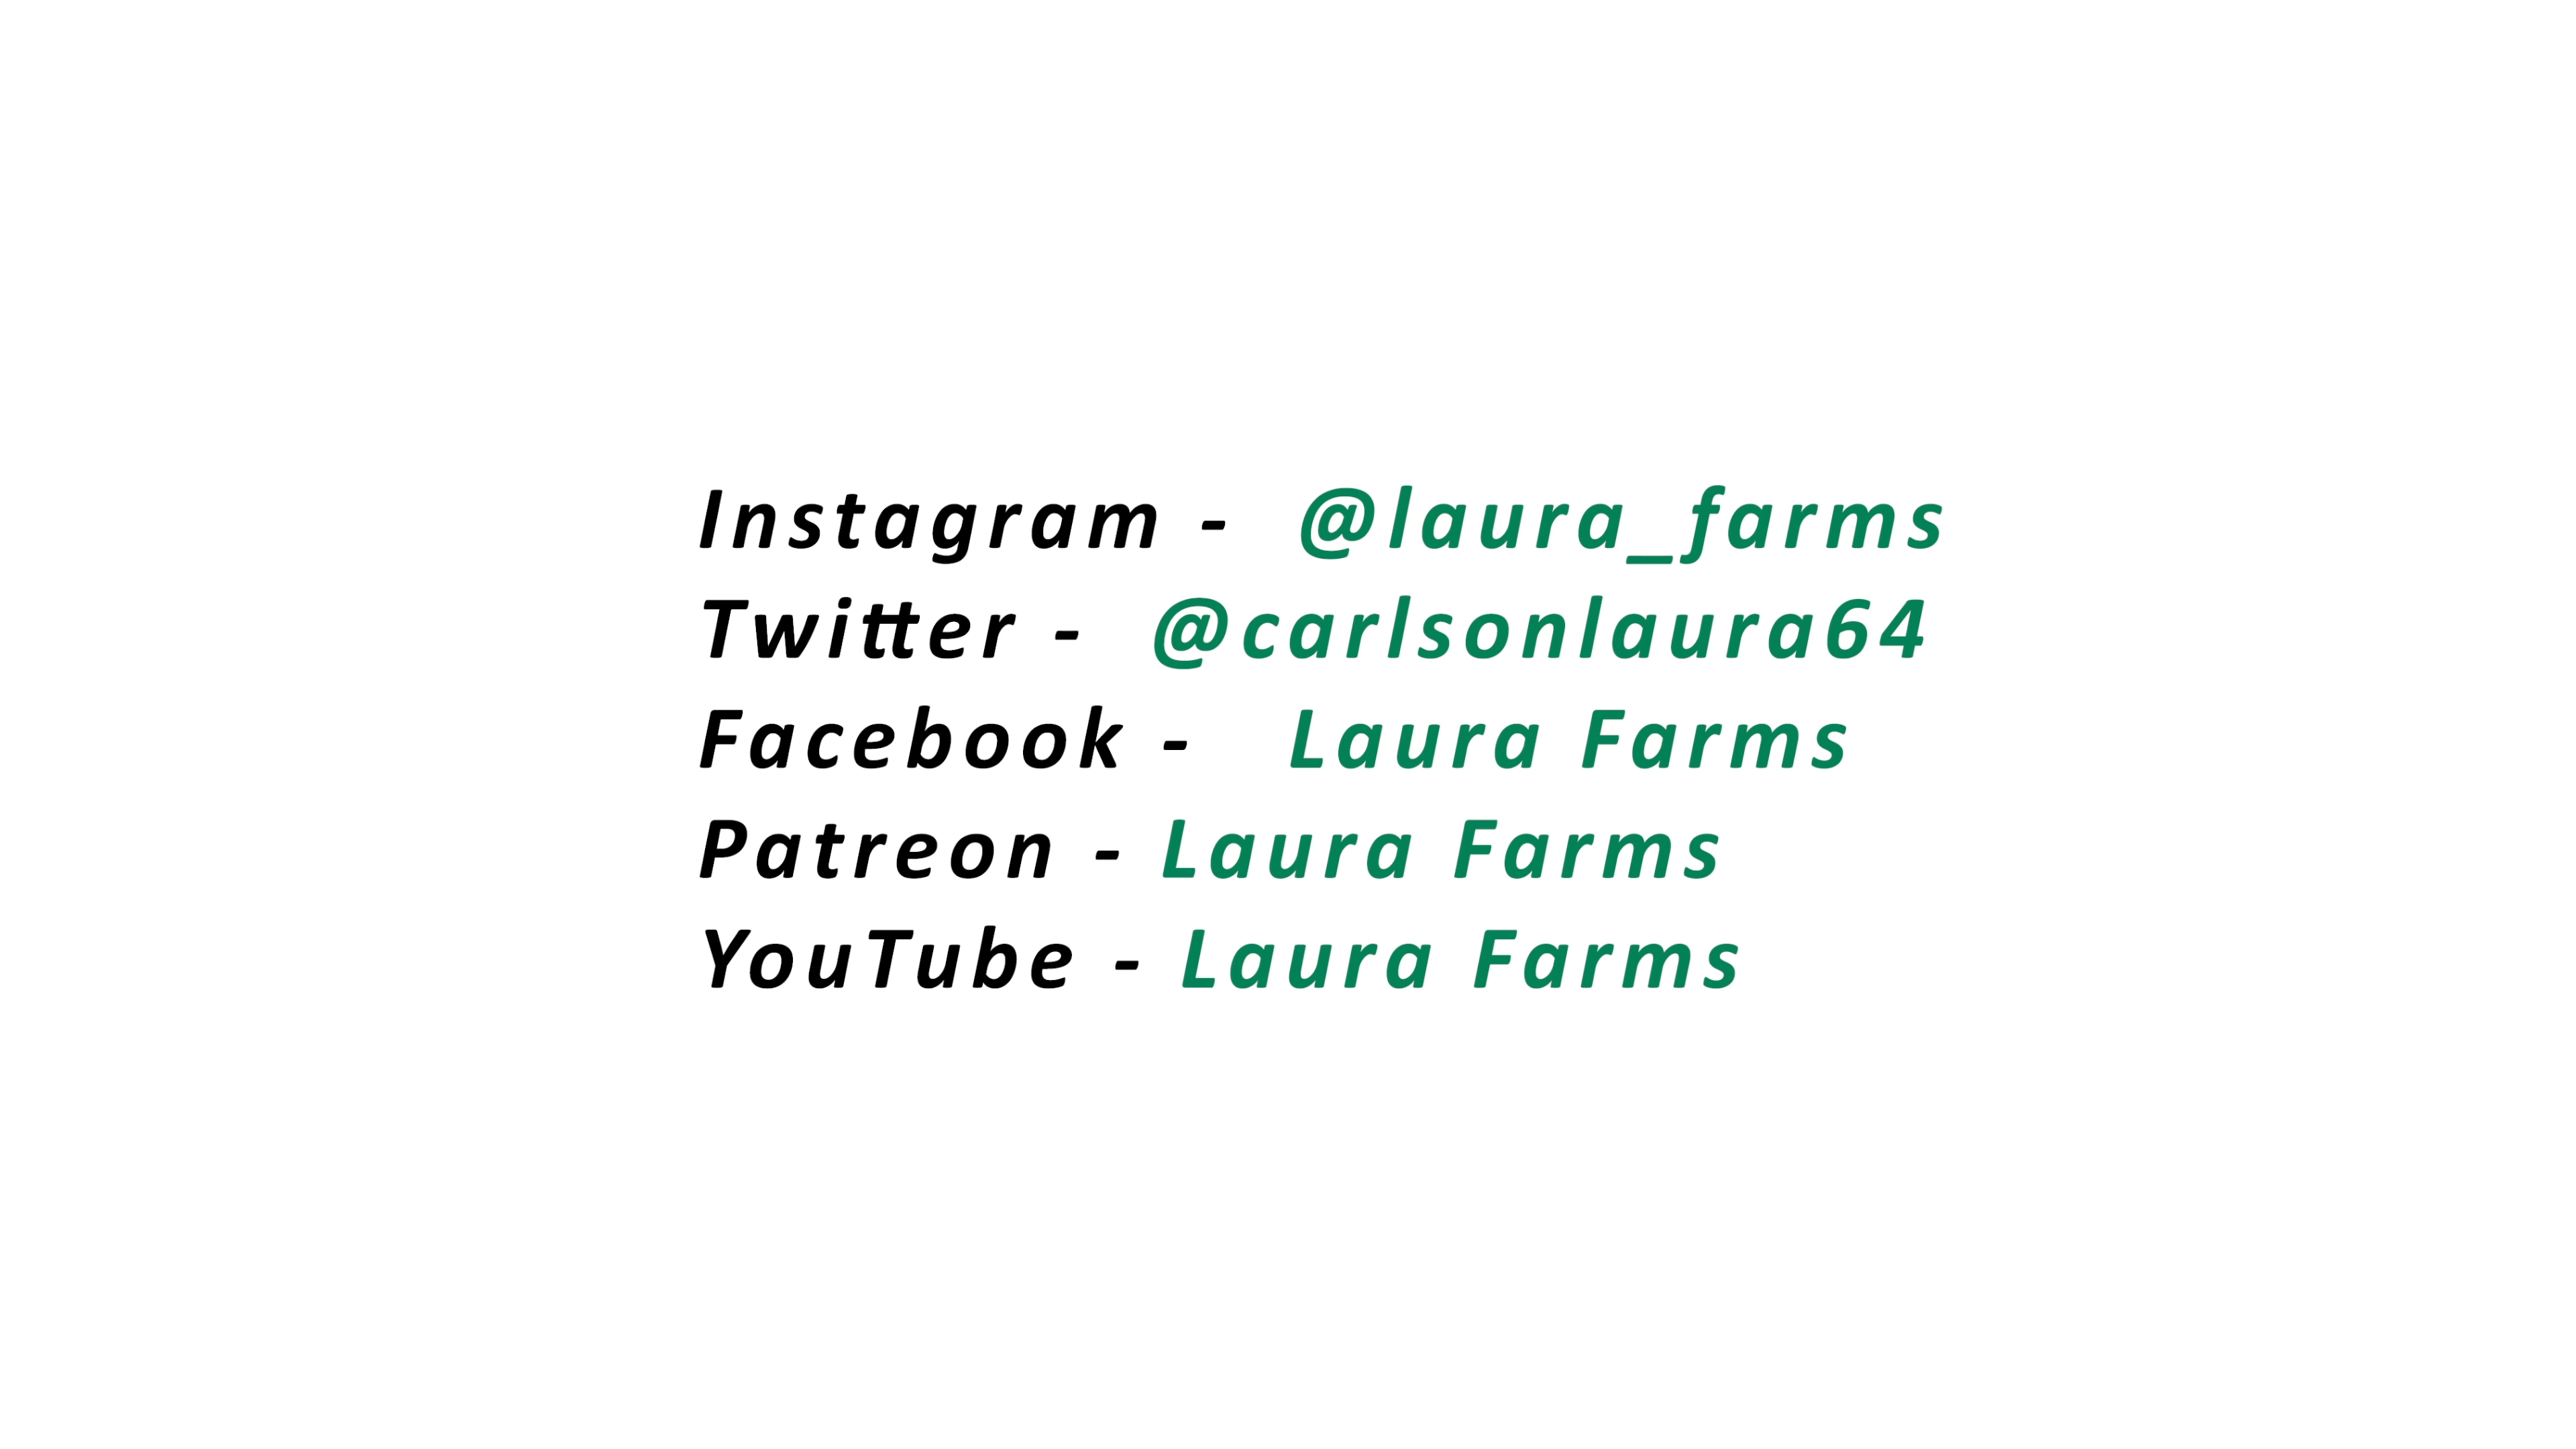 Instagram - @laura_farms
Twitter - @carlsonlaura64
Facebook - Laura Farms
Patreon - Laura Farms
YouTube - Laura Farms